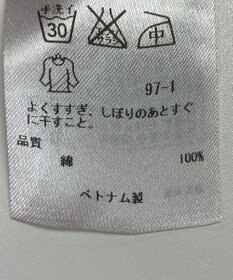 手洗イ
30
中
97-1
よくすすぎ、しぼりのあとすぐ
に干すこと。
品質
綿 100%
ベトナム製